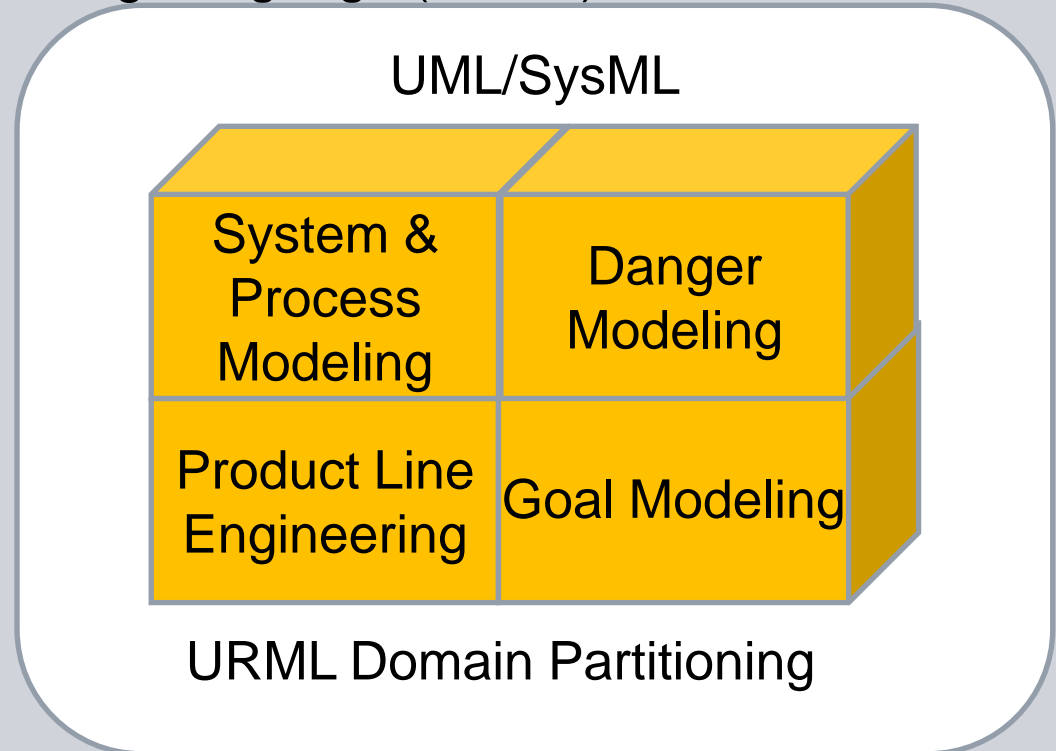 UML/SysML
System &
Process
Modeling
Danger
Modeling
Product Line
Engineering
Goal Modeling
URML Domain Partitioning